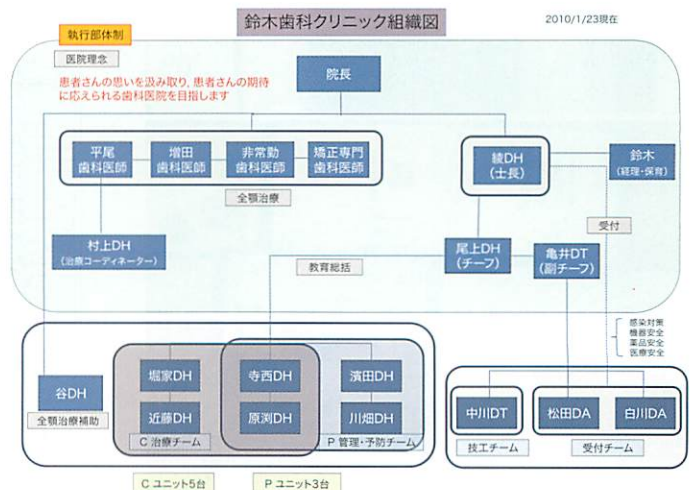 鈴木歯科クリニック組織図
2010/1/23現在
執行部体制
医院理念
患者さんの思いを汲み取り, 患者さんの期待
に応えられる歯科医院を目指します
院長
平尾
歯科医師
増田
歯科医師
非常勤
歯科医師
矯正専門
歯科医師
全顎治療
綾DH
(士長)
鈴木
(経理・保育)
受付
村上DH
(治療コーディネーター)
尾上DH
(チーフ)
亀井DT
(副チーフ)
教育総括
感染対策
機器安全
薬品安全
医療安全
谷DH
全顎治療補助
堀家DH
寺西DH
濱田DH
近藤DH
原渕DH
川畑DH
C 治療チーム
P 管理・予防チーム
中川DT
松田DA
白川DA
技工チーム
受付チーム
C ユニット5台
P ユニット3台